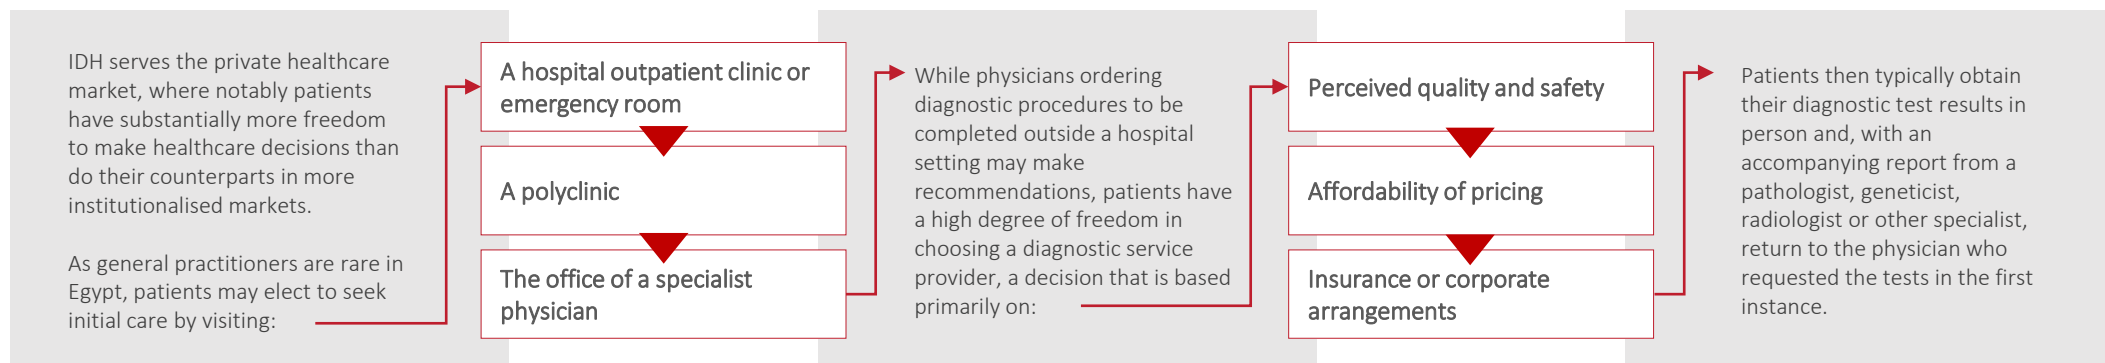 IDH serves the private healthcare
market, where notably patients
have substantially more freedom
to make healthcare decisions than
do their counterparts in more
institutionalised markets.
As general practitioners are rare in
Egypt, patients may elect to seek
initial care by visiting:
A hospital outpatient clinic or
emergency room
A polyclinic
The office of a specialist
physician
While physicians ordering
diagnostic procedures to be
completed outside a hospital
setting may make
recommendations, patients have
a high degree of freedom in
choosing a diagnostic service
provider, a decision that is based
primarily on:
Perceived quality and safety
Affordability of pricing
Insurance or corporate
arrangements
Patients then typically obtain
their diagnostic test results in
person and, with an
accompanying report from a
pathologist, geneticist,
radiologist or other specialist,
return to the physician who
requested the tests in the first
instance.